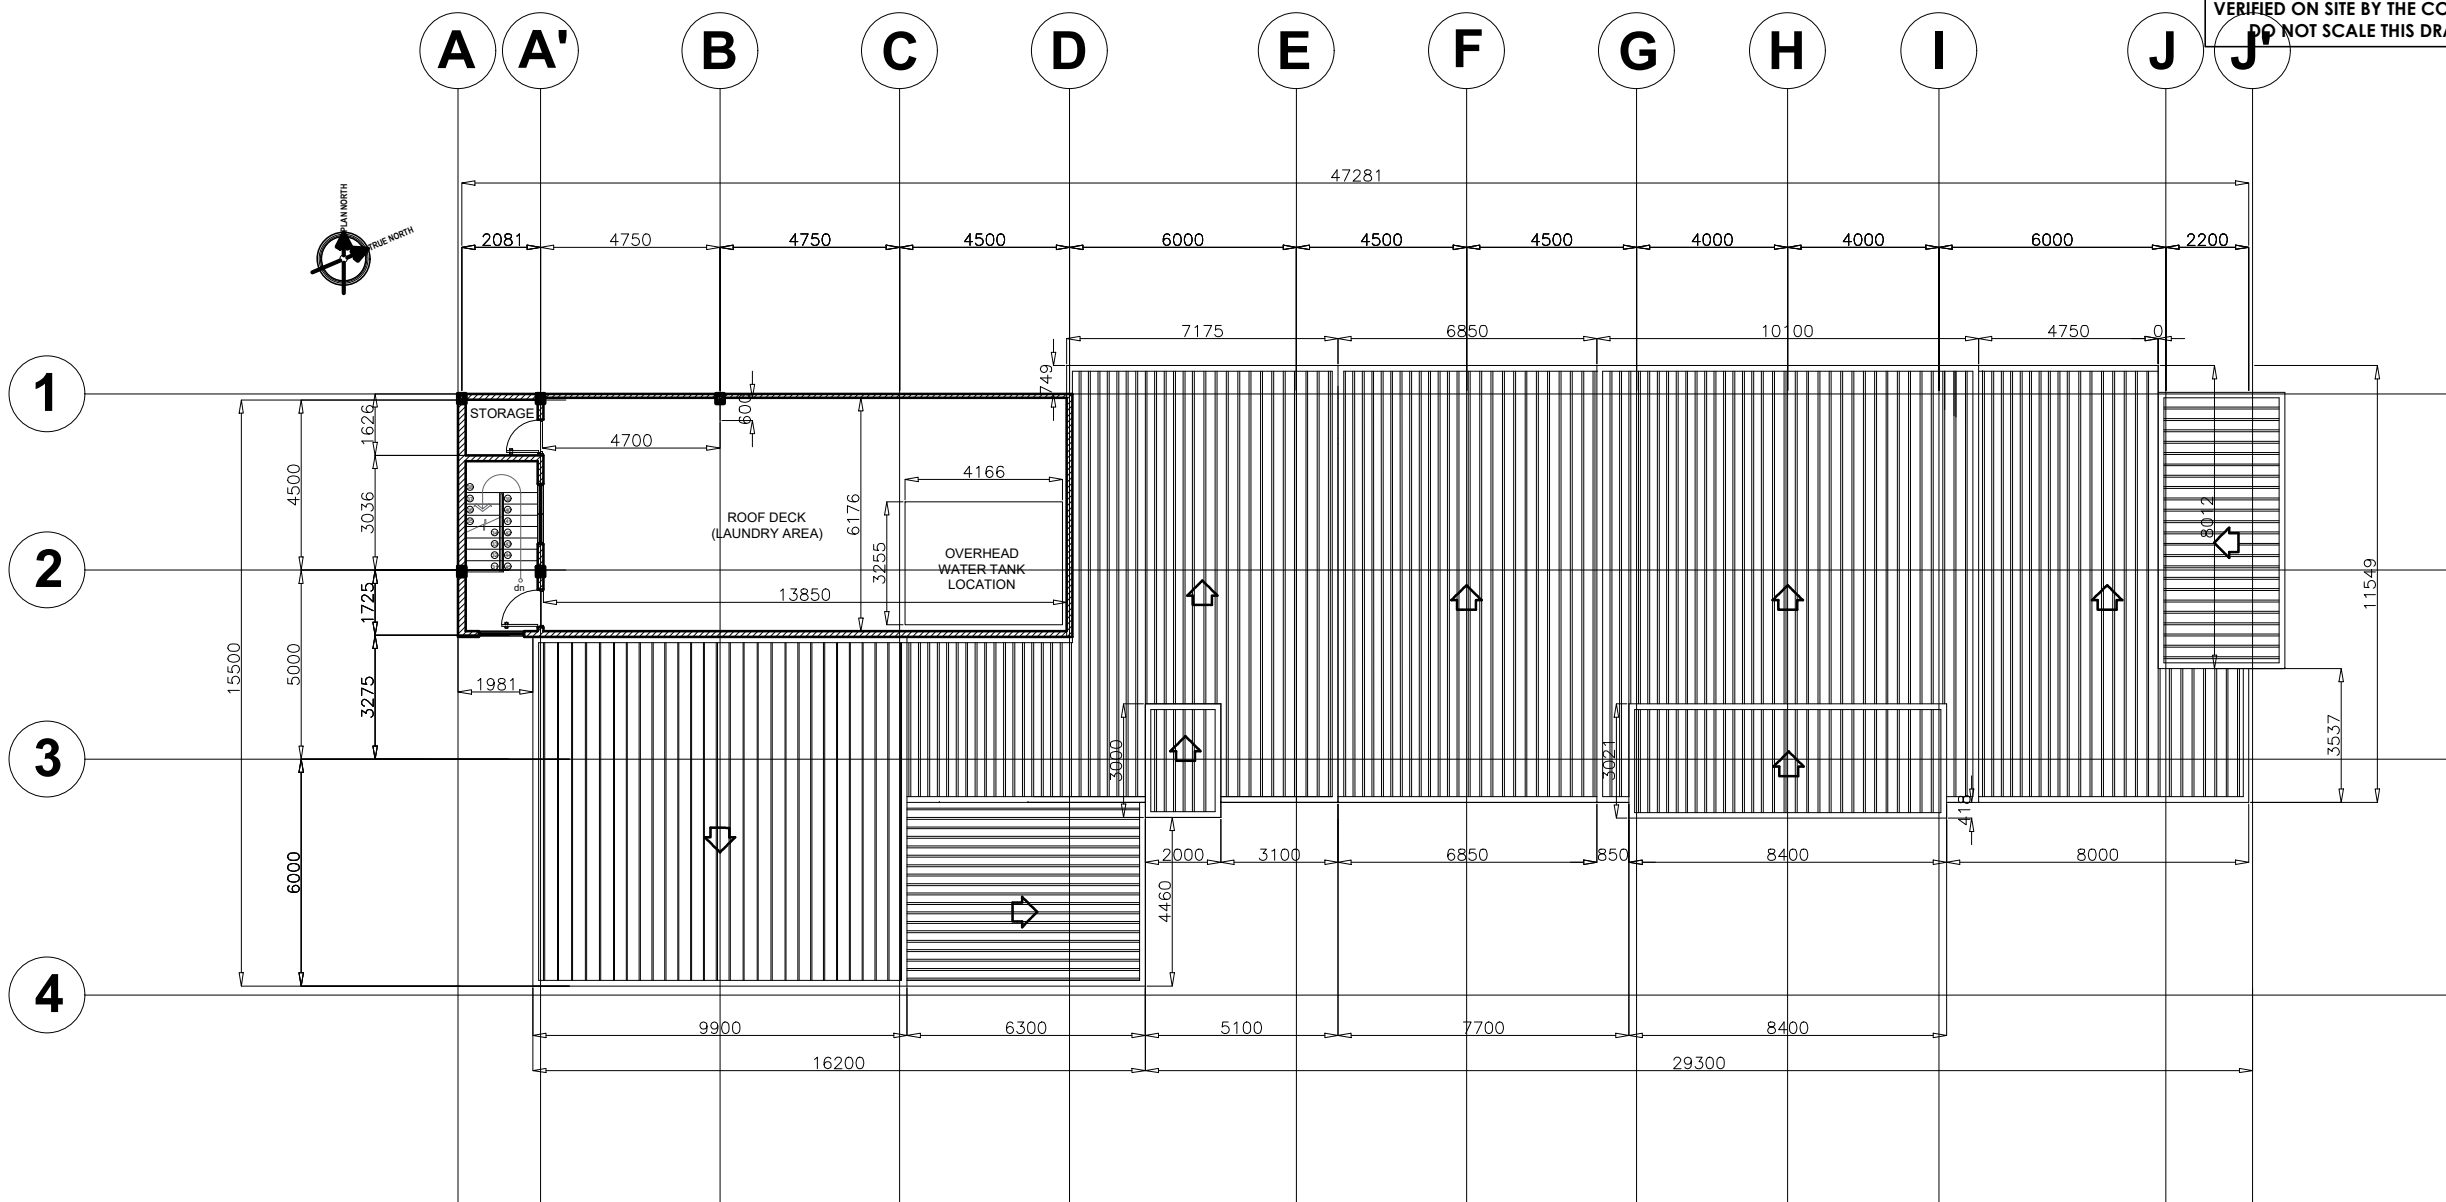 VERIFIED ON SITE BY THE CO
DO NOT SCALE THIS DRA
A A' B C D E F G H I J J'
47281
PLAN NORTH
TRUE NORTH
2081 4750 4750 4500 6000 4500 4500 4000 4000 6000 2200
7175 6850 10100 4750 0
749
1
STORAGE
600
1626
4700
4166
4500
3036
6176
ROOF DECK
(LAUNDRY AREA)
3255
OVERHEAD
WATER TANK
LOCATION
8012
2
dn
13850
1725
11549
15500
5000
1981
3275
3537
3
3000
3021
418
2000 3100 6850 850 8400 8000
6000
4460
4
9900 6300 5100 7700 8400
16200 29300